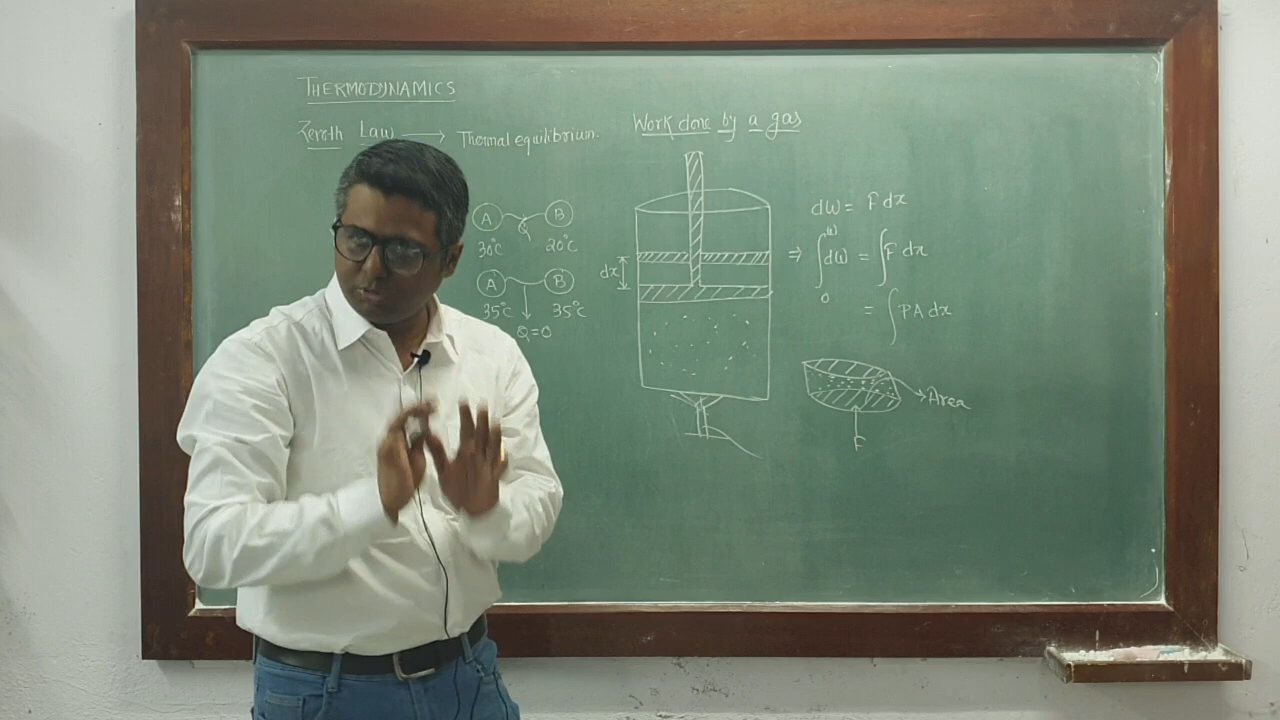 THERMODYNAMICS
Zeroth Law → Thermal equilibrium.
A Q B
30°C 20°C
A B
35°C 35°C
Q=0
Work done by a gas
dx
dW = F dx
⇒ ∫₀ᵂ dW = ∫ F dx
= ∫ PA dx
Area
F